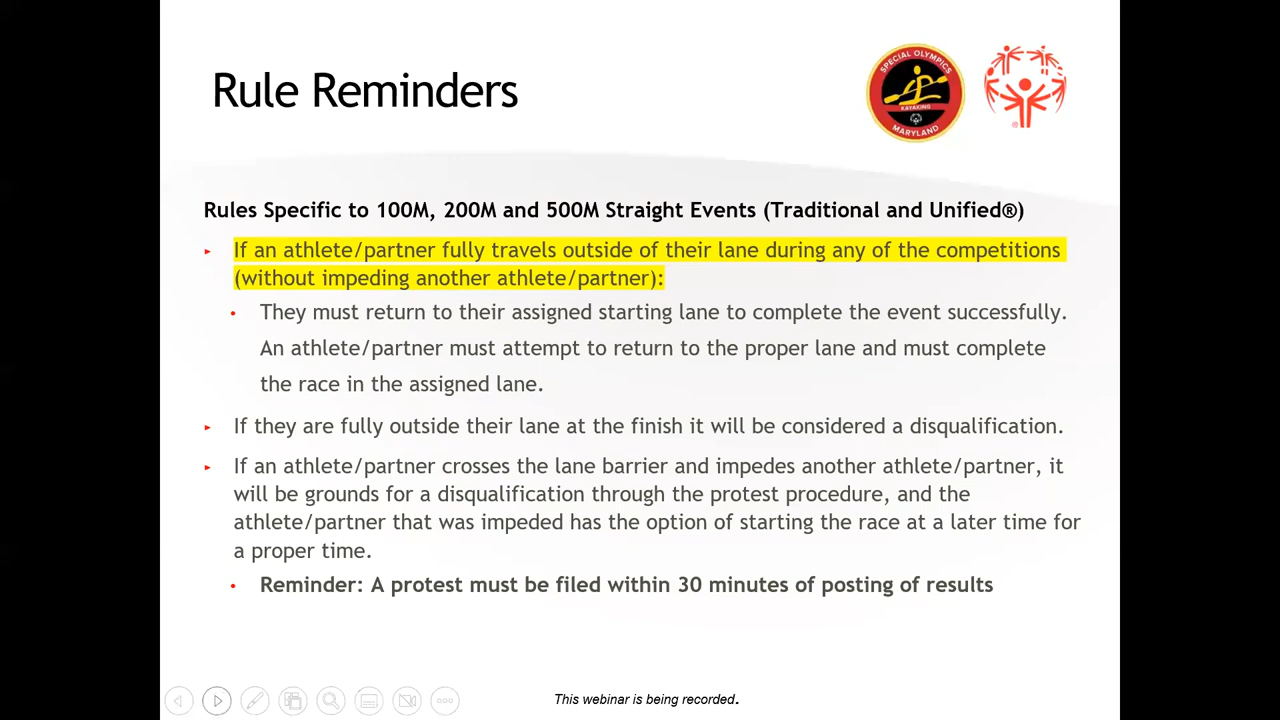 Rule Reminders
SPECIAL OLYMPICS
KAYAKING
MARYLAND
®
Rules Specific to 100M, 200M and 500M Straight Events (Traditional and Unified®)
If an athlete/partner fully travels outside of their lane during any of the competitions
(without impeding another athlete/partner):
They must return to their assigned starting lane to complete the event successfully.
An athlete/partner must attempt to return to the proper lane and must complete
the race in the assigned lane.
If they are fully outside their lane at the finish it will be considered a disqualification.
If an athlete/partner crosses the lane barrier and impedes another athlete/partner, it
will be grounds for a disqualification through the protest procedure, and the
athlete/partner that was impeded has the option of starting the race at a later time for
a proper time.
Reminder: A protest must be filed within 30 minutes of posting of results
This webinar is being recorded.